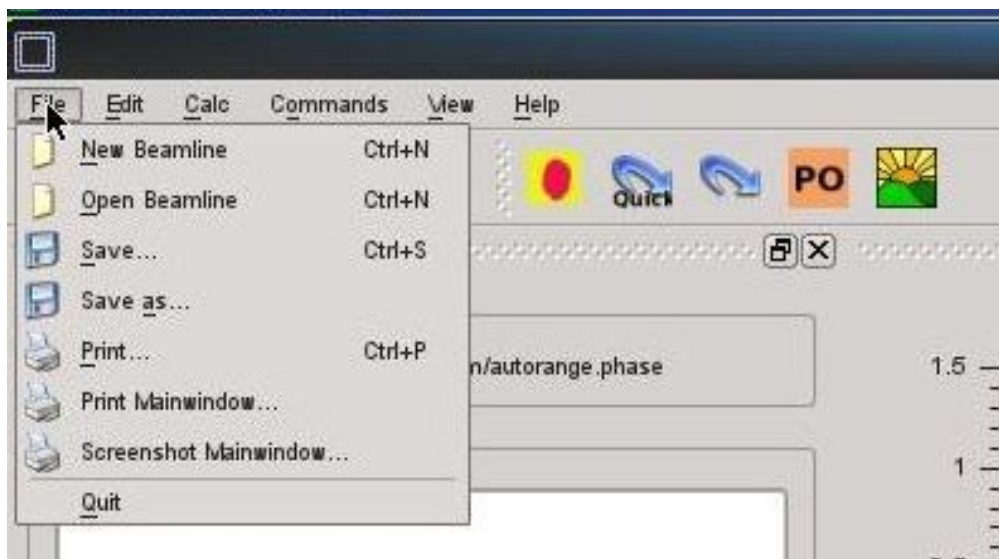 File Edit Calc Commands View Help
New Beamline Ctrl+N
Open Beamline Ctrl+N
Save... Ctrl+S
Save as...
Print... Ctrl+P
Print Mainwindow...
Screenshot Mainwindow...
Quit
Quick
PO
n/autorange.phase
1.5
1